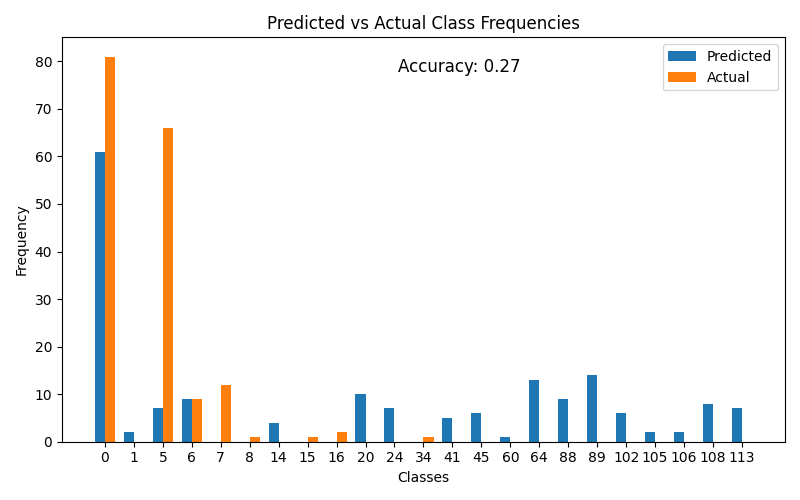 Predicted vs Actual Class Frequencies
Accuracy: 0.27
Predicted
Actual
Frequency
80
70
60
50
40
30
20
10
0
0 1 5 6 7 8 14 15 16 20 24 34 41 45 60 64 88 89 102 105 106 108 113
Classes